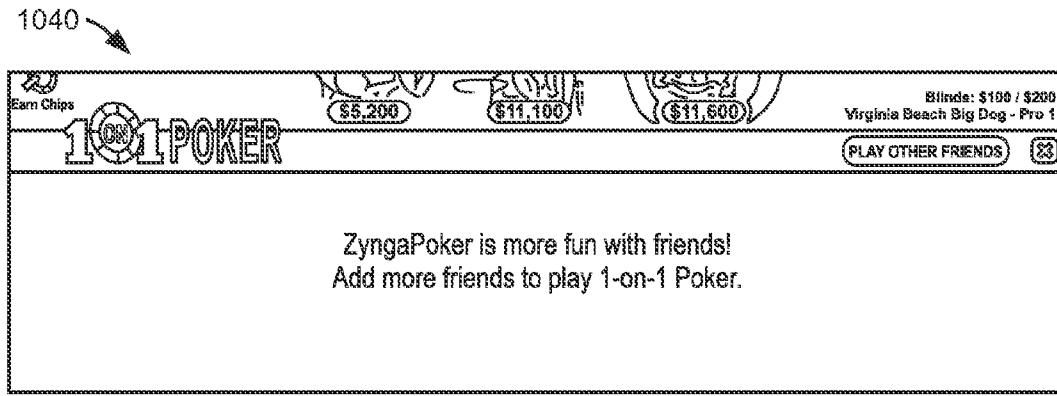 1040
Earn Chips
$5,200
$11,100
$11,600
Blinds: $100 / $200
Virginia Beach Big Dog - Pro 1
1 ON 1 POKER
PLAY OTHER FRIENDS
ZyngaPoker is more fun with friends!
Add more friends to play 1-on-1 Poker.